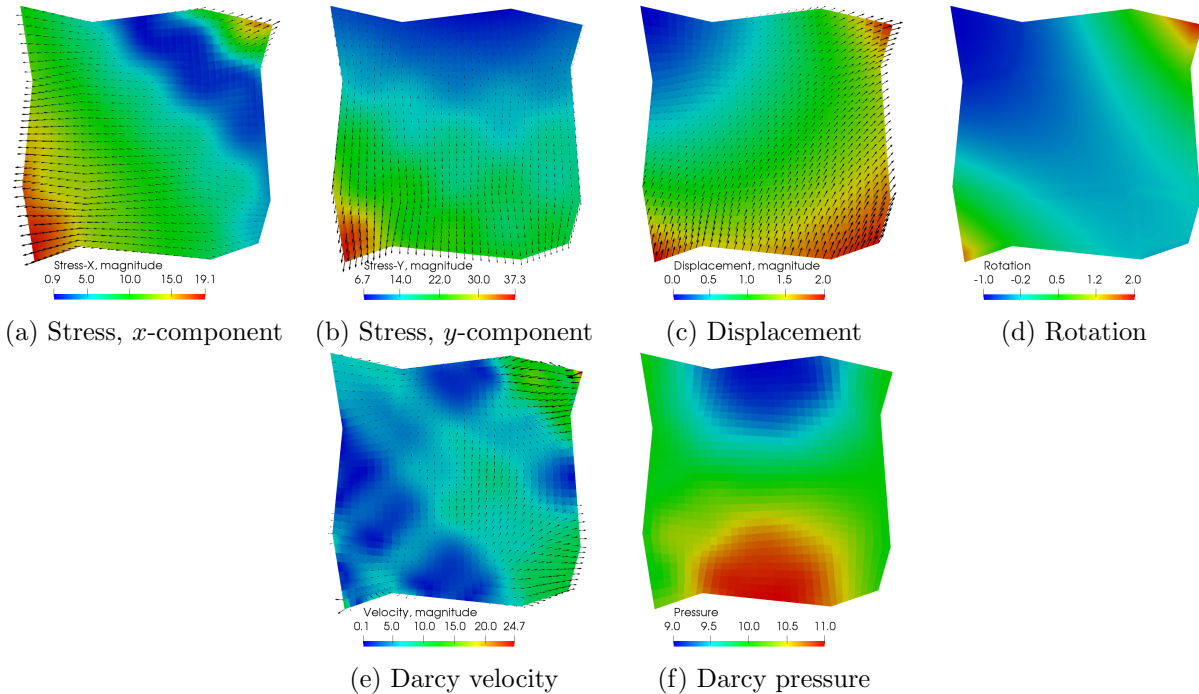 Stress-X, magnitude
0.9 5.0 10.0 15.0 19.1
Stress-Y, magnitude
6.7 14.0 22.0 30.0 37.3
Displacement, magnitude
0.0 0.5 1.0 1.5 2.0
Rotation
-1.0 -0.2 0.5 1.2 2.0
(a) Stress, x-component
(b) Stress, y-component
(c) Displacement
(d) Rotation
Velocity, magnitude
0.1 5.0 10.0 15.0 20.0 24.7
Pressure
9.0 9.5 10.0 10.5 11.0
(e) Darcy velocity
(f) Darcy pressure